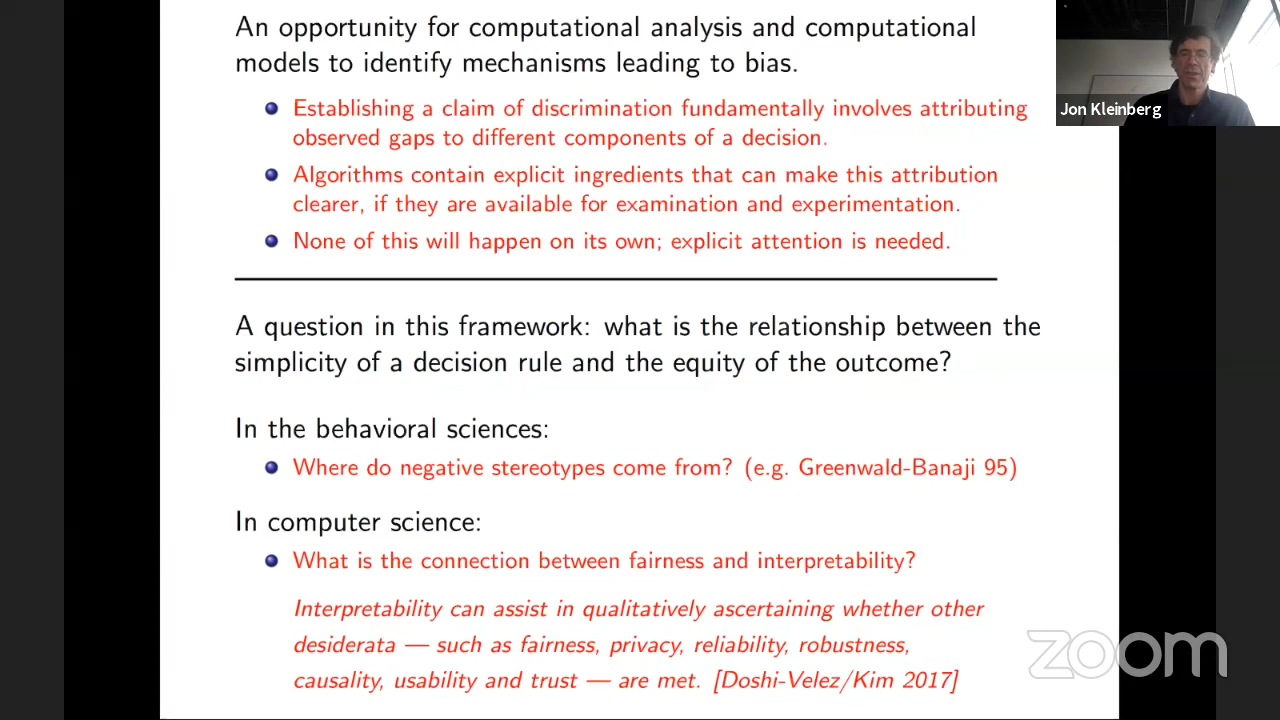 An opportunity for computational analysis and computational
models to identify mechanisms leading to bias.
Establishing a claim of discrimination fundamentally involves attributing
observed gaps to different components of a decision.
Algorithms contain explicit ingredients that can make this attribution
clearer, if they are available for examination and experimentation.
None of this will happen on its own; explicit attention is needed.
Jon Kleinberg
A question in this framework: what is the relationship between the
simplicity of a decision rule and the equity of the outcome?
In the behavioral sciences:
Where do negative stereotypes come from? (e.g. Greenwald-Banaji 95)
In computer science:
What is the connection between fairness and interpretability?
Interpretability can assist in qualitatively ascertaining whether other
desiderata — such as fairness, privacy, reliability, robustness,
causality, usability and trust — are met. [Doshi-Velez/Kim 2017]
zoom